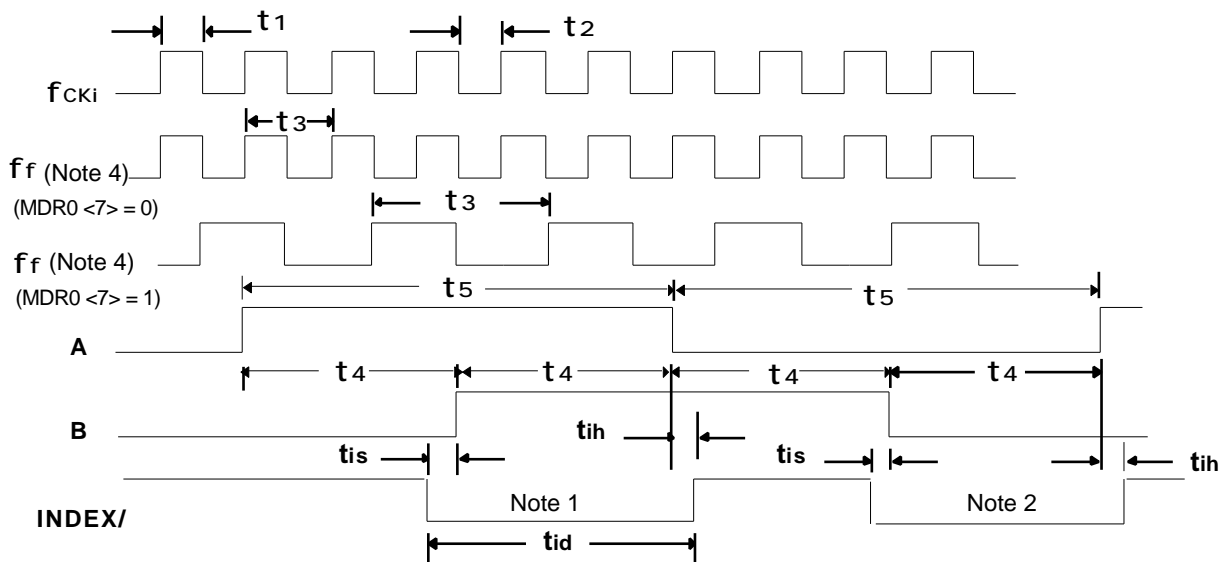 t1 t2
fCKi
t3
ff (Note 4)
(MDR0 <7> = 0)
t3
ff (Note 4)
(MDR0 <7> = 1)
t5 t5
A
t4 t4 t4 t4
B
tis tih tis tih
INDEX/ Note 1 Note 2
tid